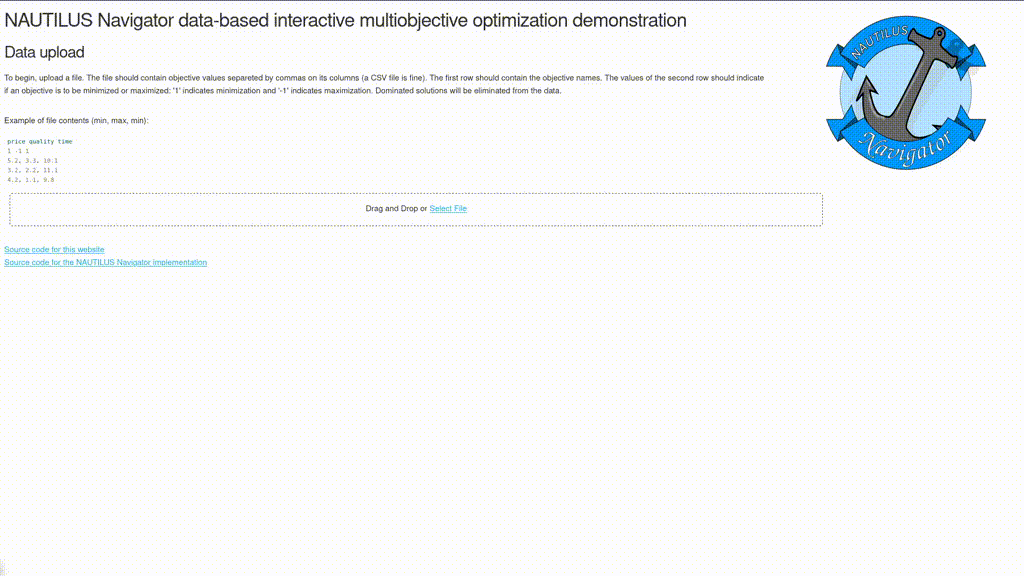 NAUTILUS Navigator data-based interactive multiobjective optimization demonstration
NAUTILUS
Navigator
Data upload
To begin, upload a file. The file should contain objective values separeted by commas on its columns (a CSV file is fine). The first row should contain the objective names. The values of the second row should indicate
if an objective is to be minimized or maximized: '1' indicates minimization and '-1' indicates maximization. Dominated solutions will be eliminated from the data.
Example of file contents (min, max, min):
price quality time
1 -1 1
5.2, 3.3, 10.1
3.2, 2.2, 11.1
4.2, 1.1, 9.8
Drag and Drop or Select File
Source code for this website
Source code for the NAUTILUS Navigator implementation